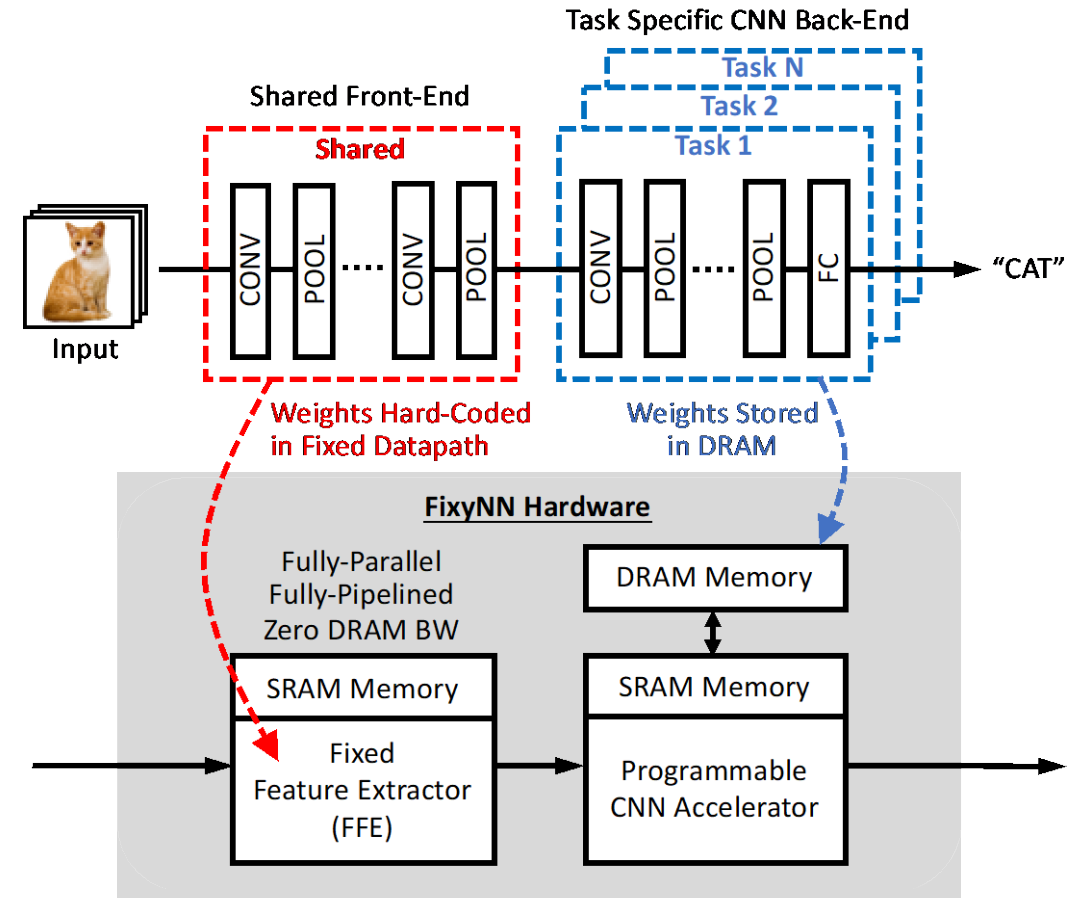 Task Specific CNN Back-End
Task N
Task 2
Task 1
Shared Front-End
Shared
CONV
POOL
.....
CONV
POOL
CONV
POOL
.....
POOL
FC
“CAT”
Input
Weights Hard-Coded
in Fixed Datapath
Weights Stored
in DRAM
FixyNN Hardware
Fully-Parallel
Fully-Pipelined
Zero DRAM BW
DRAM Memory
SRAM Memory
Fixed
Feature Extractor
(FFE)
SRAM Memory
Programmable
CNN Accelerator